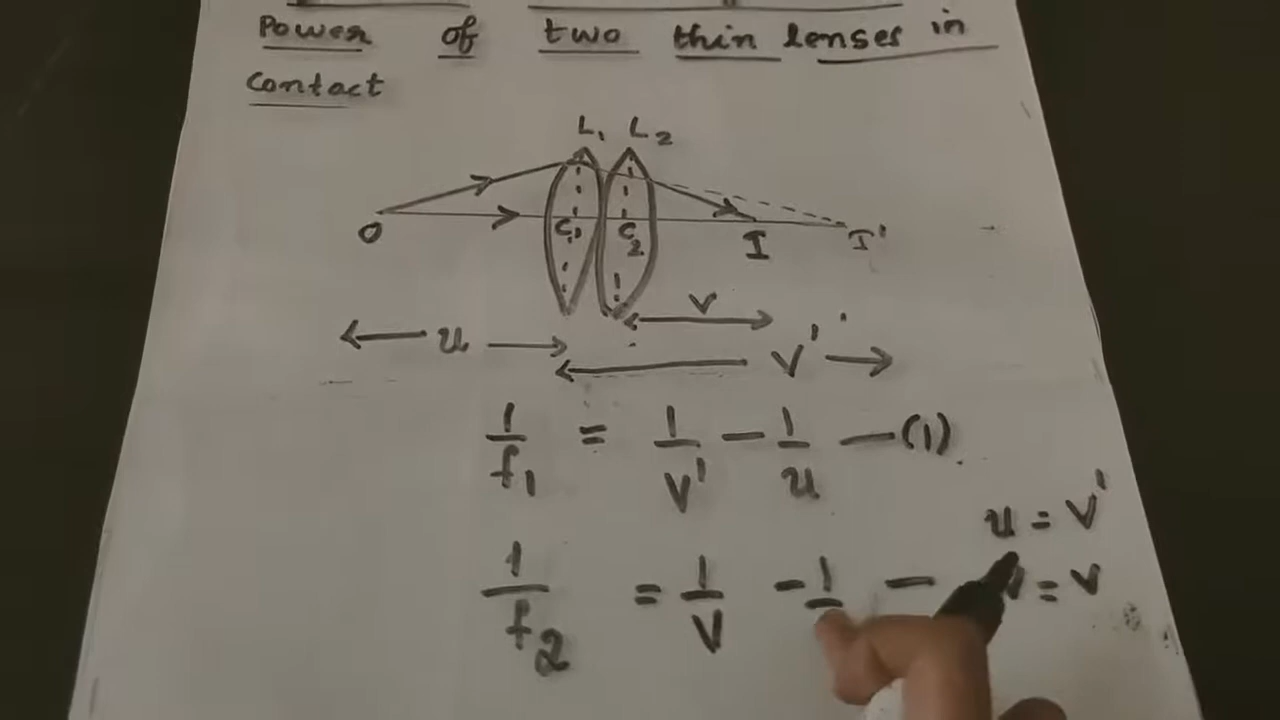 Power of two thin lenses in
Contact
L₁ L₂
O C₁ C₂ I I'
V
u V'
1/f₁ = 1/V' - 1/u —(1)
u = V'
1/f₂ = 1/V - 1/ —
= V